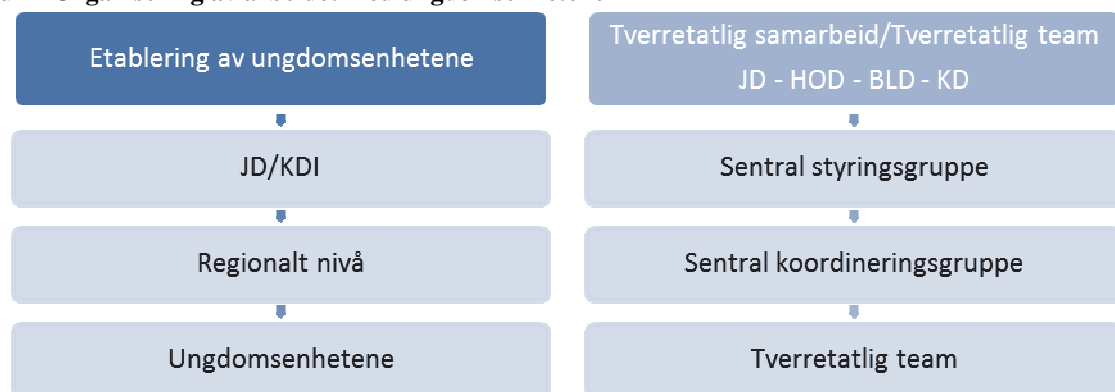 Etablering av ungdomsenhetene
JD/KDI
Regionalt nivå
Ungdomsenhetene
Tverretatlig samarbeid/Tverretatlig team
JD - HOD - BLD - KD
Sentral styringsgruppe
Sentral koordineringsgruppe
Tverretatlig team